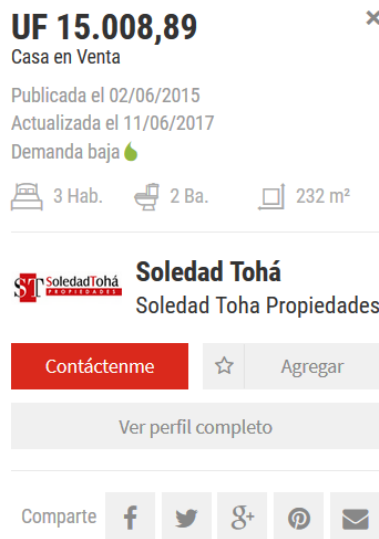 UF 15.008,89
Casa en Venta
Publicada el 02/06/2015
Actualizada el 11/06/2017
Demanda baja
3 Hab.
2 Ba.
232 m²
ST SoledadTohá
PROPIEDADES
Soledad Tohá
Soledad Toha Propiedades
Contáctenme
Agregar
Ver perfil completo
Comparte